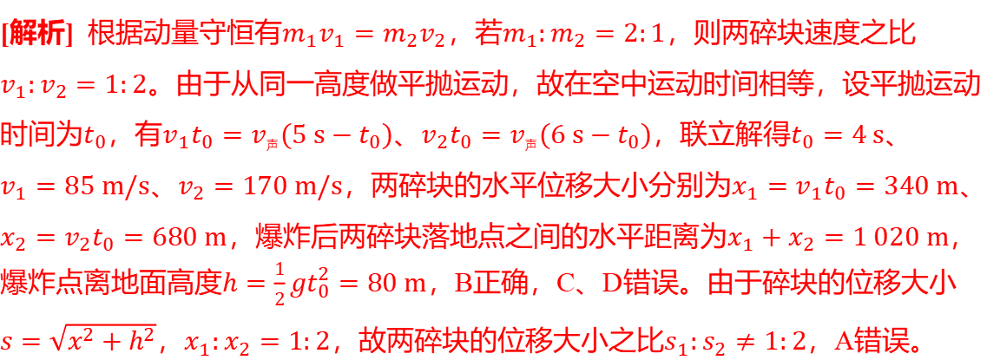 [解析] 根据动量守恒有$m_1v_1 = m_2v_2$，若$m_1:m_2 = 2:1$，则两碎块速度之比
$v_1:v_2 = 1:2$。由于从同一高度做平抛运动，故在空中运动时间相等，设平抛运动
时间为$t_0$，有$v_1t_0 = v_声(5\ \mathrm{s} - t_0)$、$v_2t_0 = v_声(6\ \mathrm{s} - t_0)$，联立解得$t_0 = 4\ \mathrm{s}$、
$v_1 = 85\ \mathrm{m/s}$、$v_2 = 170\ \mathrm{m/s}$，两碎块的水平位移大小分别为$x_1 = v_1t_0 = 340\ \mathrm{m}$、
$x_2 = v_2t_0 = 680\ \mathrm{m}$，爆炸后两碎块落地点之间的水平距离为$x_1 + x_2 = 1\ 020\ \mathrm{m}$，
爆炸点离地面高度$h = \frac{1}{2}gt_0^2 = 80\ \mathrm{m}$，B正确，C、D错误。由于碎块的位移大小
$s = \sqrt{x^2 + h^2}$，$x_1:x_2 = 1:2$，故两碎块的位移大小之比$s_1:s_2 \neq 1:2$，A错误。